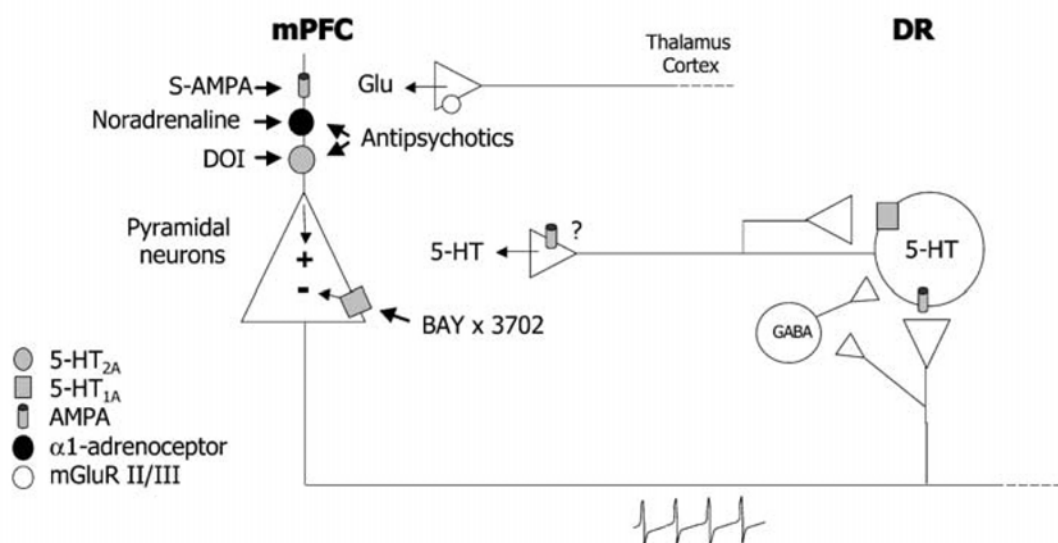 mPFC
DR
Thalamus
Cortex
S-AMPA
Glu
Noradrenaline
Antipsychotics
DOI
Pyramidal
neurons
+
-
5-HT
?
5-HT
GABA
BAY x 3702
5-HT2A
5-HT1A
AMPA
α1-adrenoceptor
mGluR II/III